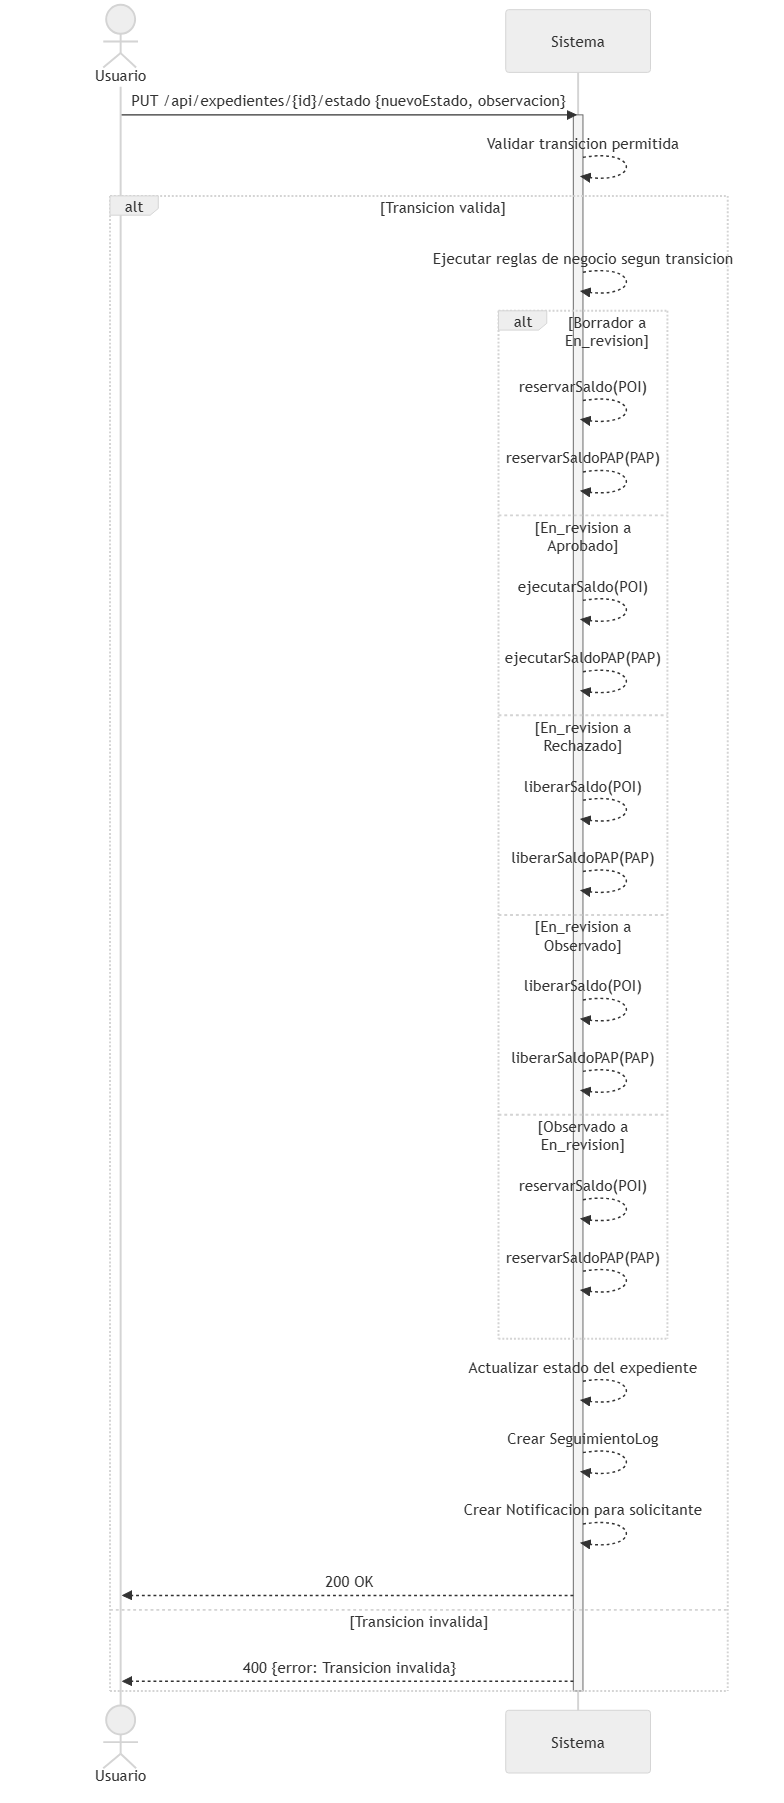 Usuario
Sistema
PUT /api/expedientes/{id}/estado {nuevoEstado, observacion}
Validar transicion permitida
alt
[Transicion valida]
Ejecutar reglas de negocio segun transicion
alt
[Borrador a
En_revision]
reservarSaldo(POI)
reservarSaldoPAP(PAP)
[En_revision a
Aprobado]
ejecutarSaldo(POI)
ejecutarSaldoPAP(PAP)
[En_revision a
Rechazado]
liberarSaldo(POI)
liberarSaldoPAP(PAP)
[En_revision a
Observado]
liberarSaldo(POI)
liberarSaldoPAP(PAP)
[Observado a
En_revision]
reservarSaldo(POI)
reservarSaldoPAP(PAP)
Actualizar estado del expediente
Crear SeguimientoLog
Crear Notificacion para solicitante
200 OK
[Transicion invalida]
400 {error: Transicion invalida}
Usuario
Sistema